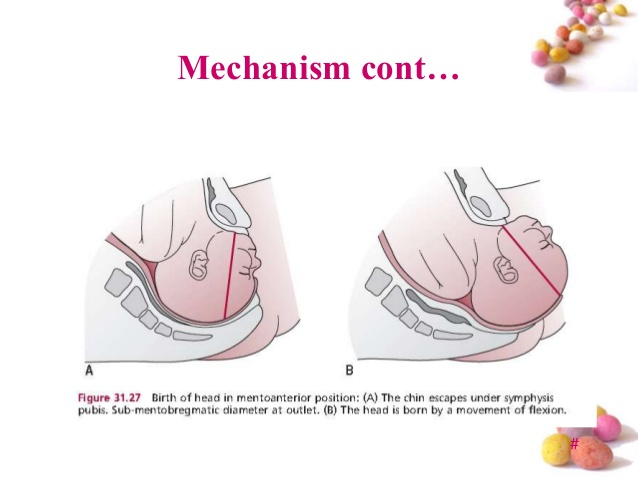 Mechanism cont…
A
B
Figure 31.27 Birth of head in mentoanterior position: (A) The chin escapes under symphysis
pubis. Sub-mentobregmatic diameter at outlet. (B) The head is born by a movement of flexion.
#